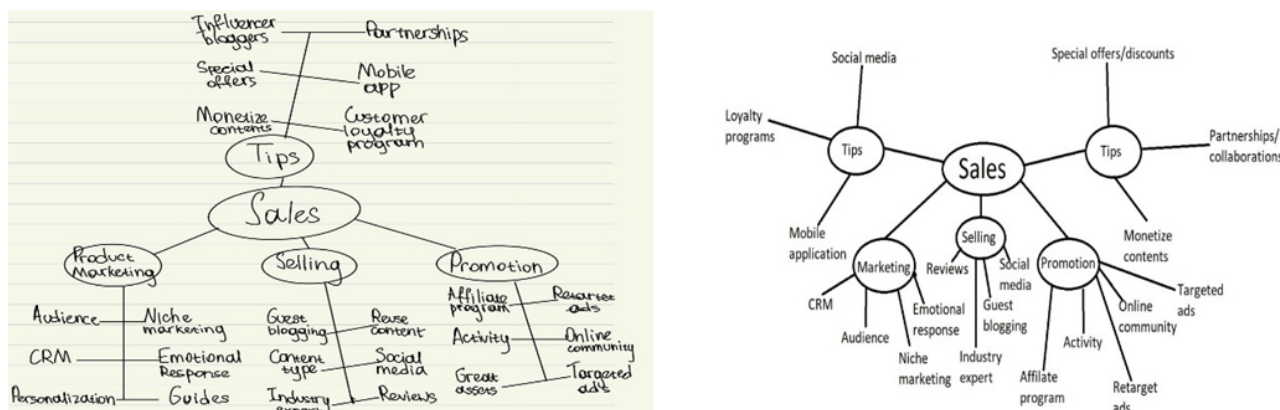 Influencer
bloggers
Partnerships
Special
offers
Mobile
app
Monetize
contents
Customer
loyalty
program
Tips
Sales
Product
Marketing
Selling
Promotion
Audience
Niche
marketing
CRM
Emotional
Response
Personalization
Guides
Guest
blogging
Reuse
content
Content
type
Social
media
Industry
Reviews
Affiliate
program
Retarget
ads
Activity
Online
community
Great
assets
Targeted
ads
Social media
Special offers/discounts
Loyalty
programs
Tips
Sales
Tips
Partnerships/
collaborations
Mobile
application
Monetize
contents
Marketing
Selling
Promotion
Reviews
Social
media
CRM
Audience
Niche
marketing
Emotional
response
Industry
expert
Guest
blogging
Affilate
program
Activity
Retarget
ads
Online
community
Targeted
ads